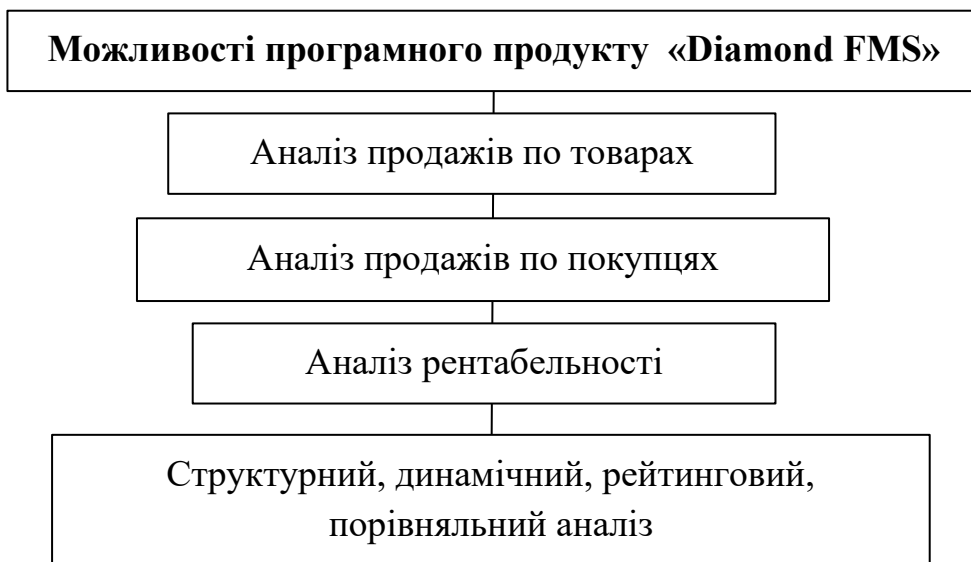 Можливості програмного продукту «Diamond FMS»
Аналіз продажів по товарах
Аналіз продажів по покупцях
Аналіз рентабельності
Структурний, динамічний, рейтинговий,
порівняльний аналіз